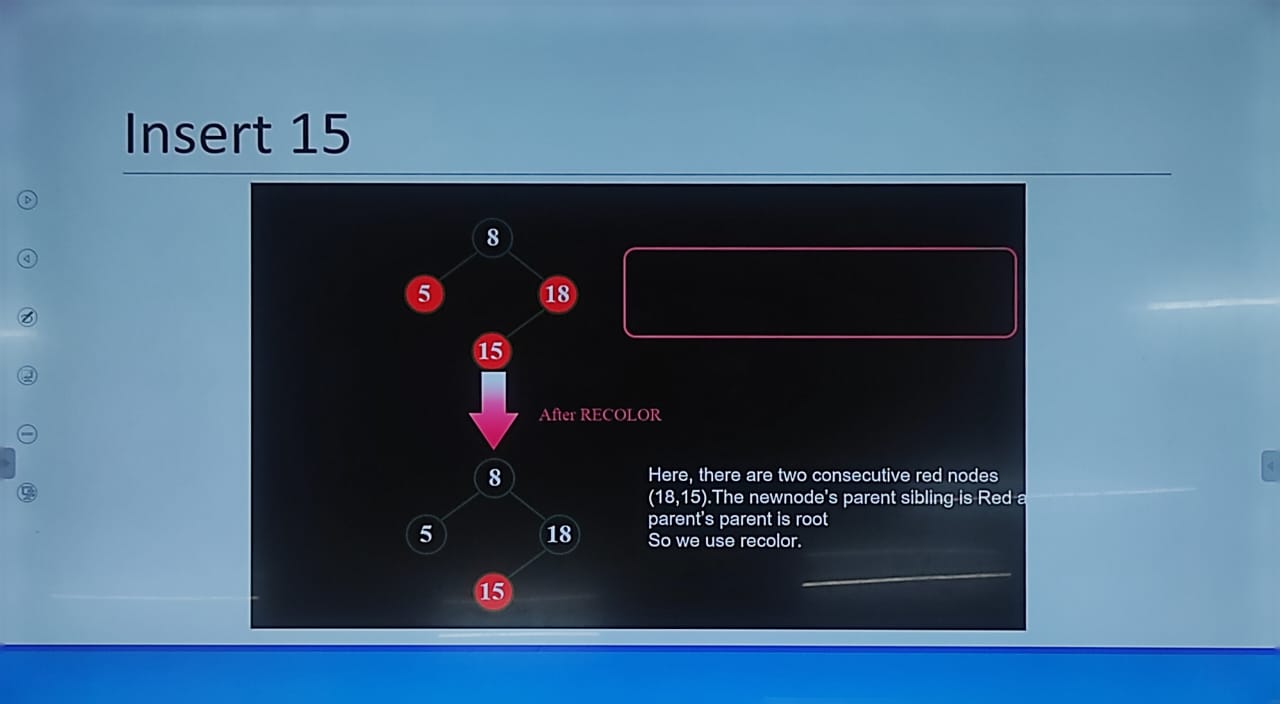 Insert 15
8
5 18
15
After RECOLOR
8
5 18
15
Here, there are two consecutive red nodes
(18,15).The newnode's parent sibling is Red
parent's parent is root
So we use recolor.